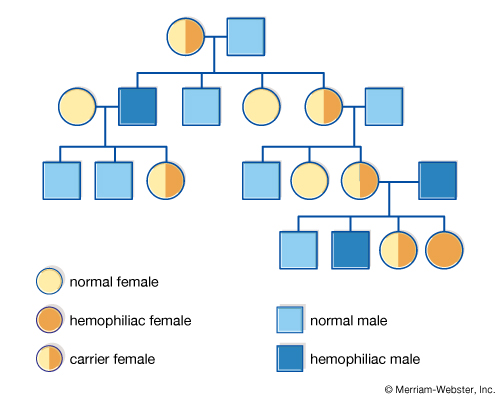 normal female
hemophiliac female
normal male
carrier female
hemophiliac male
© Merriam-Webster, Inc.